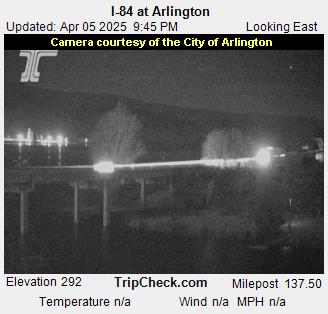 I-84 at Arlington
Updated: Apr 05 2025 9:45 PM Looking East
Camera courtesy of the City of Arlington
Elevation 292 TripCheck.com Milepost 137.50
Temperature n/a Wind n/a MPH n/a